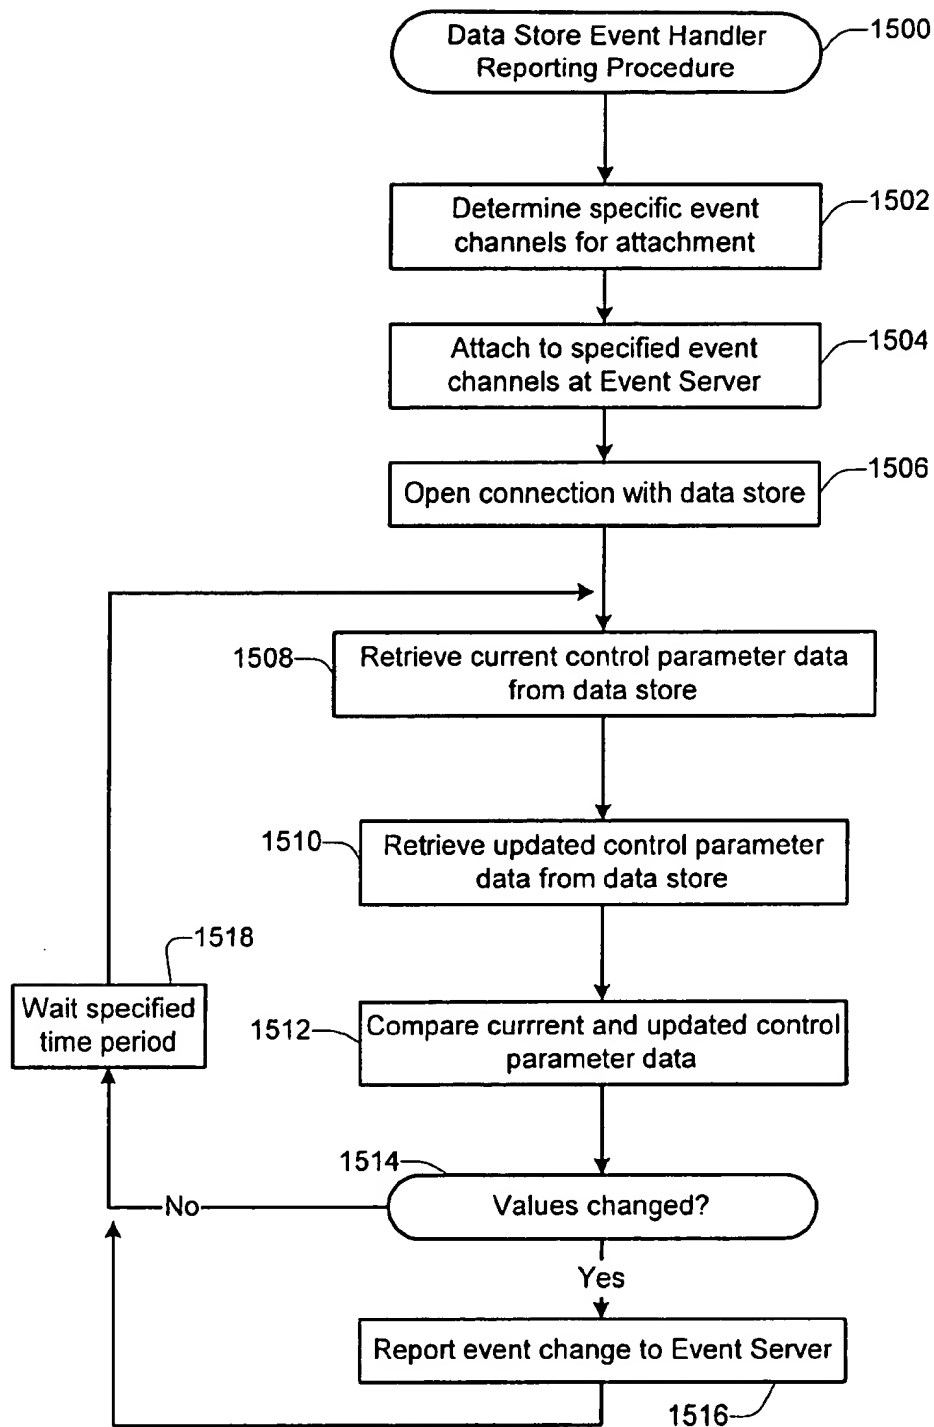 Data Store Event Handler
Reporting Procedure
1500
Determine specific event
channels for attachment
1502
Attach to specified event
channels at Event Server
1504
Open connection with data store
1506
1508
Retrieve current control parameter data
from data store
1510
Retrieve updated control parameter
data from data store
1518
Wait specified
time period
1512
Compare currrent and updated control
parameter data
1514
Values changed?
No
Yes
Report event change to Event Server
1516